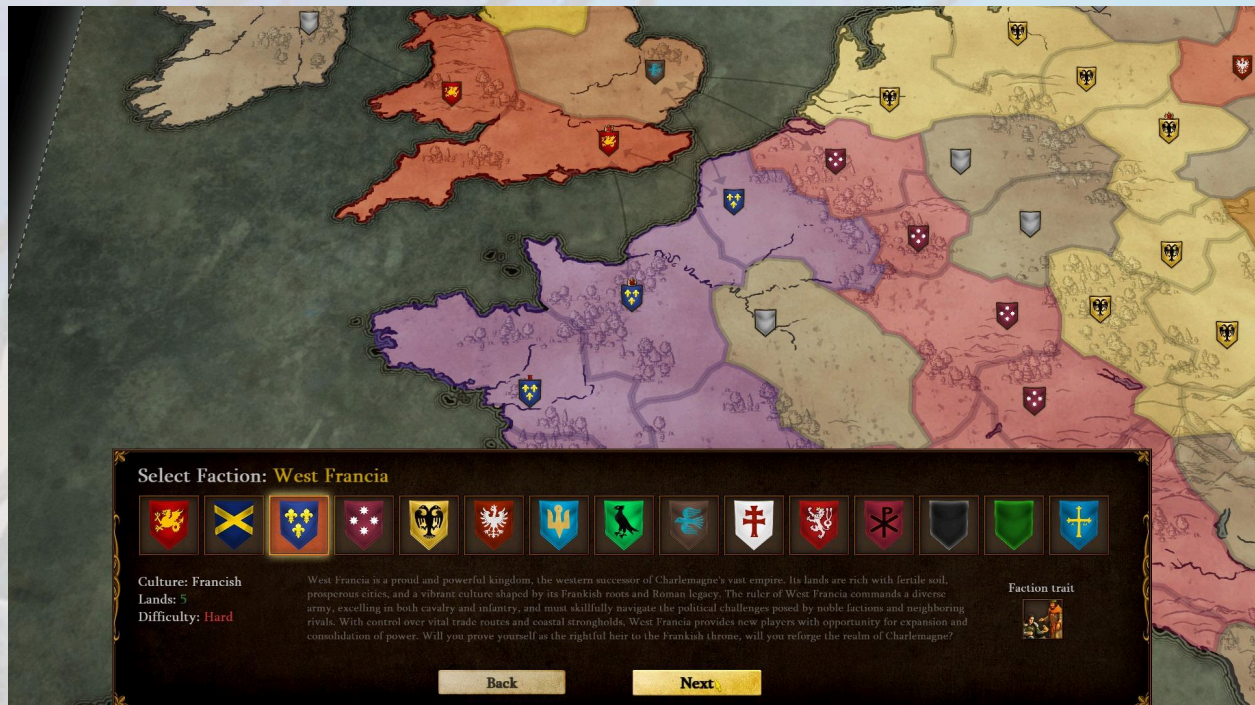 Select Faction: West Francia
Culture: Francish
Lands: 5
Difficulty: Hard
West Francia is a proud and powerful kingdom, the western successor of Charlemagne's vast empire. Its lands are rich with fertile soil,
prosperous cities, and a vibrant culture shaped by its Frankish roots and Roman legacy. The ruler of West Francia commands a diverse
army, excelling in both cavalry and infantry, and must skillfully navigate the political challenges posed by noble factions and neighboring
rivals. With control over vital trade routes and coastal strongholds, West Francia provides new players with opportunity for expansion and
consolidation of power. Will you prove yourself as the rightful heir to the Frankish throne, will you reforge the realm of Charlemagne?
Faction trait
Back
Next